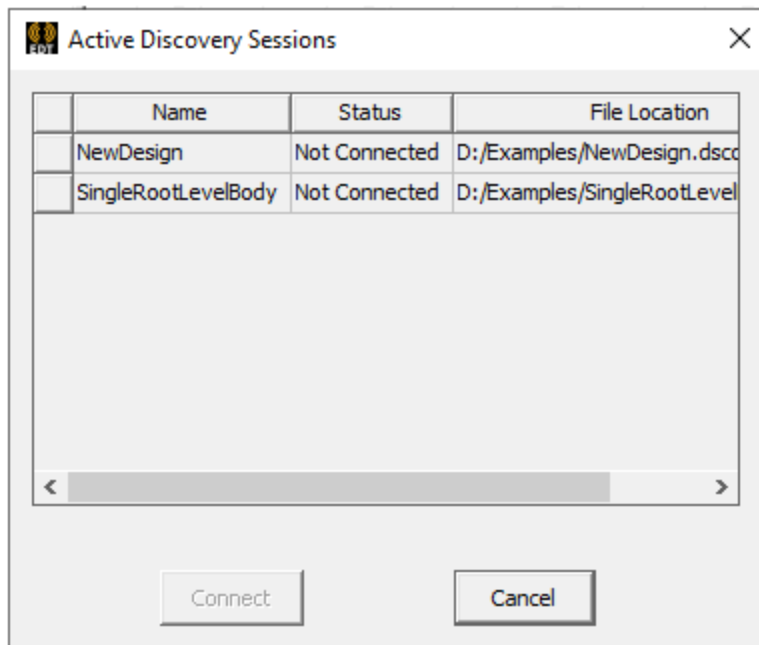 EDT Active Discovery Sessions
Name Status File Location
NewDesign Not Connected D:/Examples/NewDesign.dsco
SingleRootLevelBody Not Connected D:/Examples/SingleRootLevel
Connect Cancel